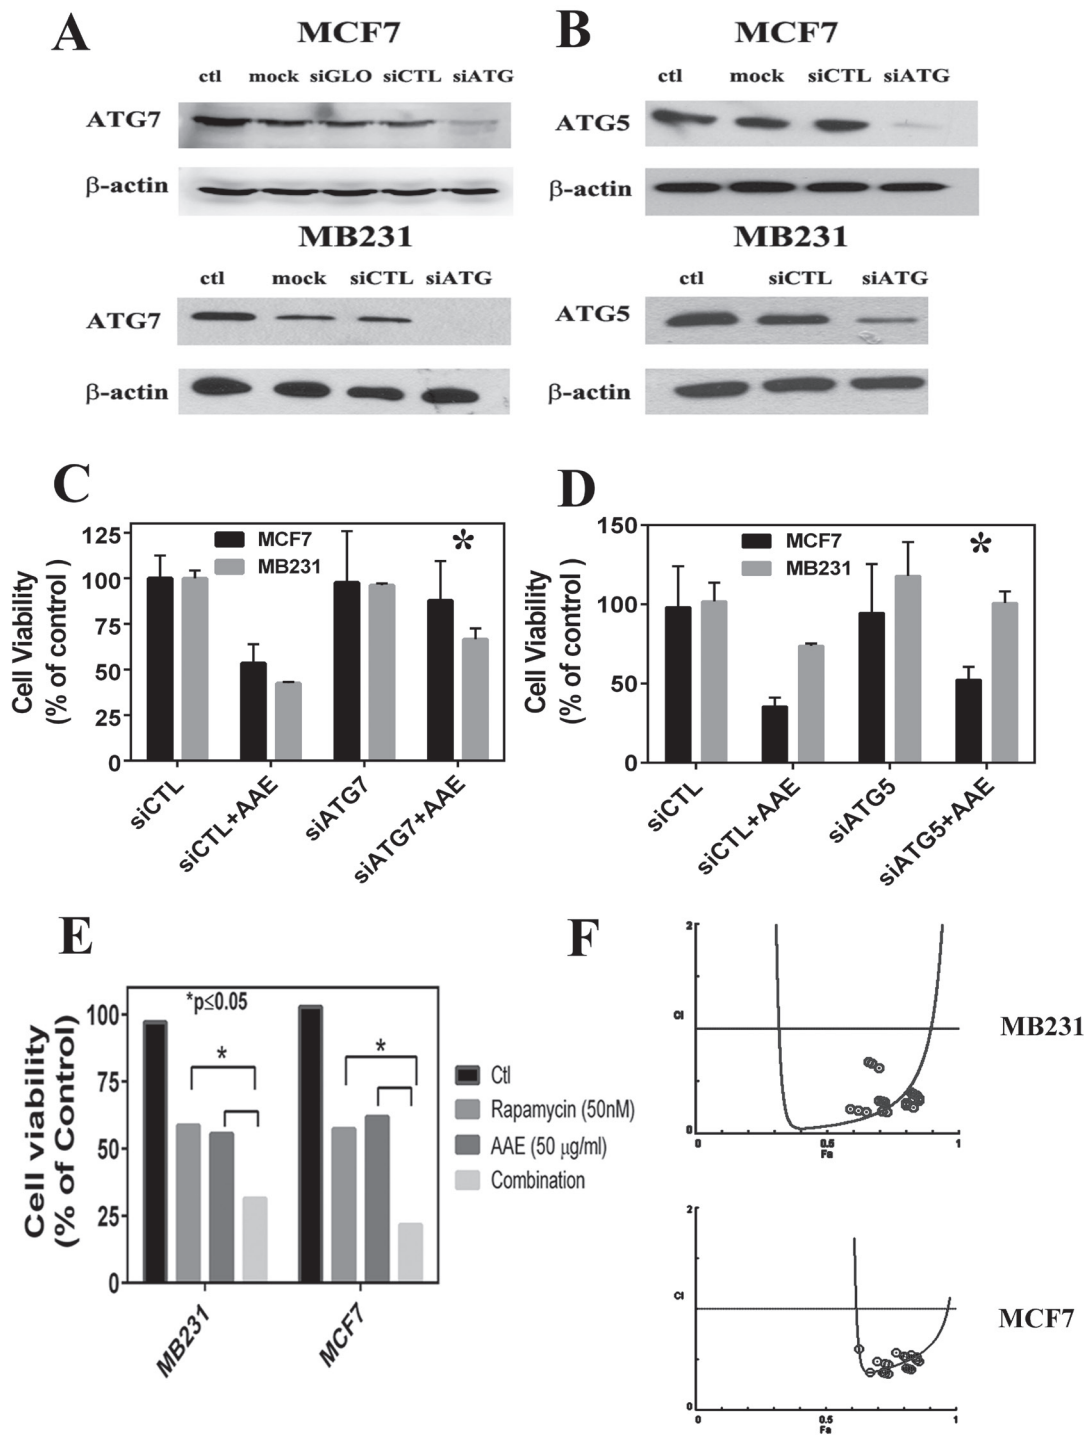 A
MCF7
ctl mock siGLO siCTL siATG
ATG7
β-actin
MB231
ctl mock siCTL siATG
ATG7
β-actin
B
MCF7
ctl mock siCTL siATG
ATG5
β-actin
MB231
ctl siCTL siATG
ATG5
β-actin
C
Cell Viability
(% of control )
125
100
75
50
25
0
MCF7
MB231
*
siCTL
siCTL+AAE
siATG7
siATG7+AAE
D
Cell Viability
(% of control )
150
100
50
0
MCF7
MB231
*
siCTL
siCTL+AAE
siATG5
siATG5+AAE
E
Cell viability
(% of Control)
100
75
50
25
0
*p≤0.05
*
*
MB231
MCF7
Ctl
Rapamycin (50nM)
AAE (50 μg/ml)
Combination
F
2
CI
0
0 0.5 1
Fa
MB231
2
CI
0
0 0.5 1
Fa
MCF7